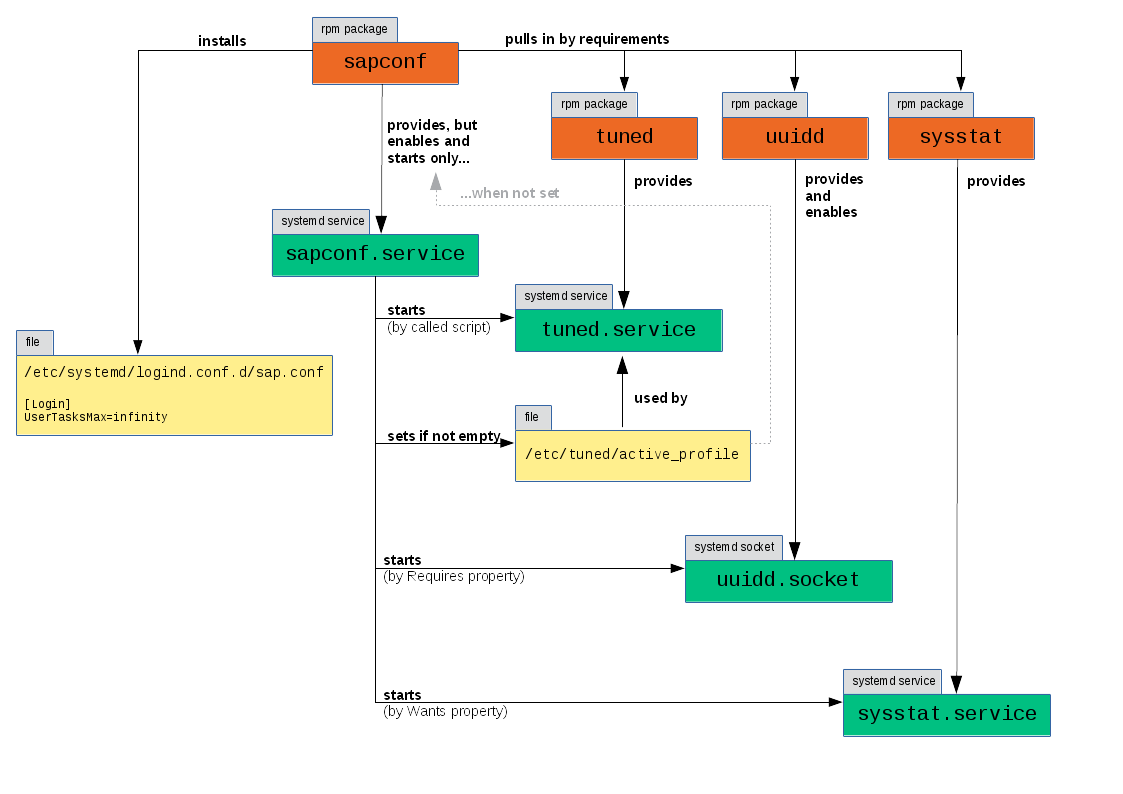 rpm package
sapconf
installs
pulls in by requirements
rpm package
tuned
rpm package
uuidd
rpm package
sysstat
provides, but
enables and
starts only...
...when not set
provides
provides
and
enables
provides
systemd service
sapconf.service
starts
(by called script)
systemd service
tuned.service
file
/etc/systemd/logind.conf.d/sap.conf
[Login]
UserTasksMax=infinity
used by
sets if not empty
file
/etc/tuned/active_profile
starts
(by Requires property)
systemd socket
uuidd.socket
starts
(by Wants property)
systemd service
sysstat.service